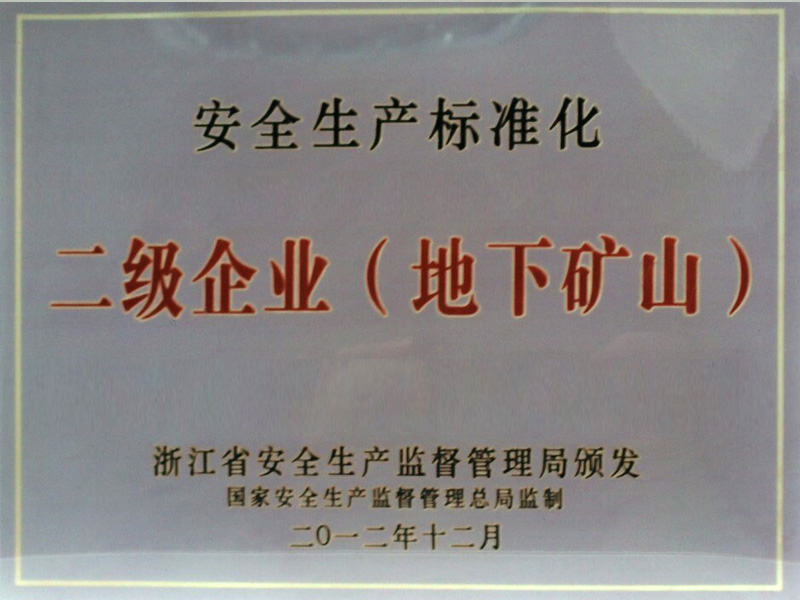 安全生产标准化
二级企业（地下矿山）
浙江省安全生产监督管理局颁发
国家安全生产监督管理总局监制
二〇一二年十二月